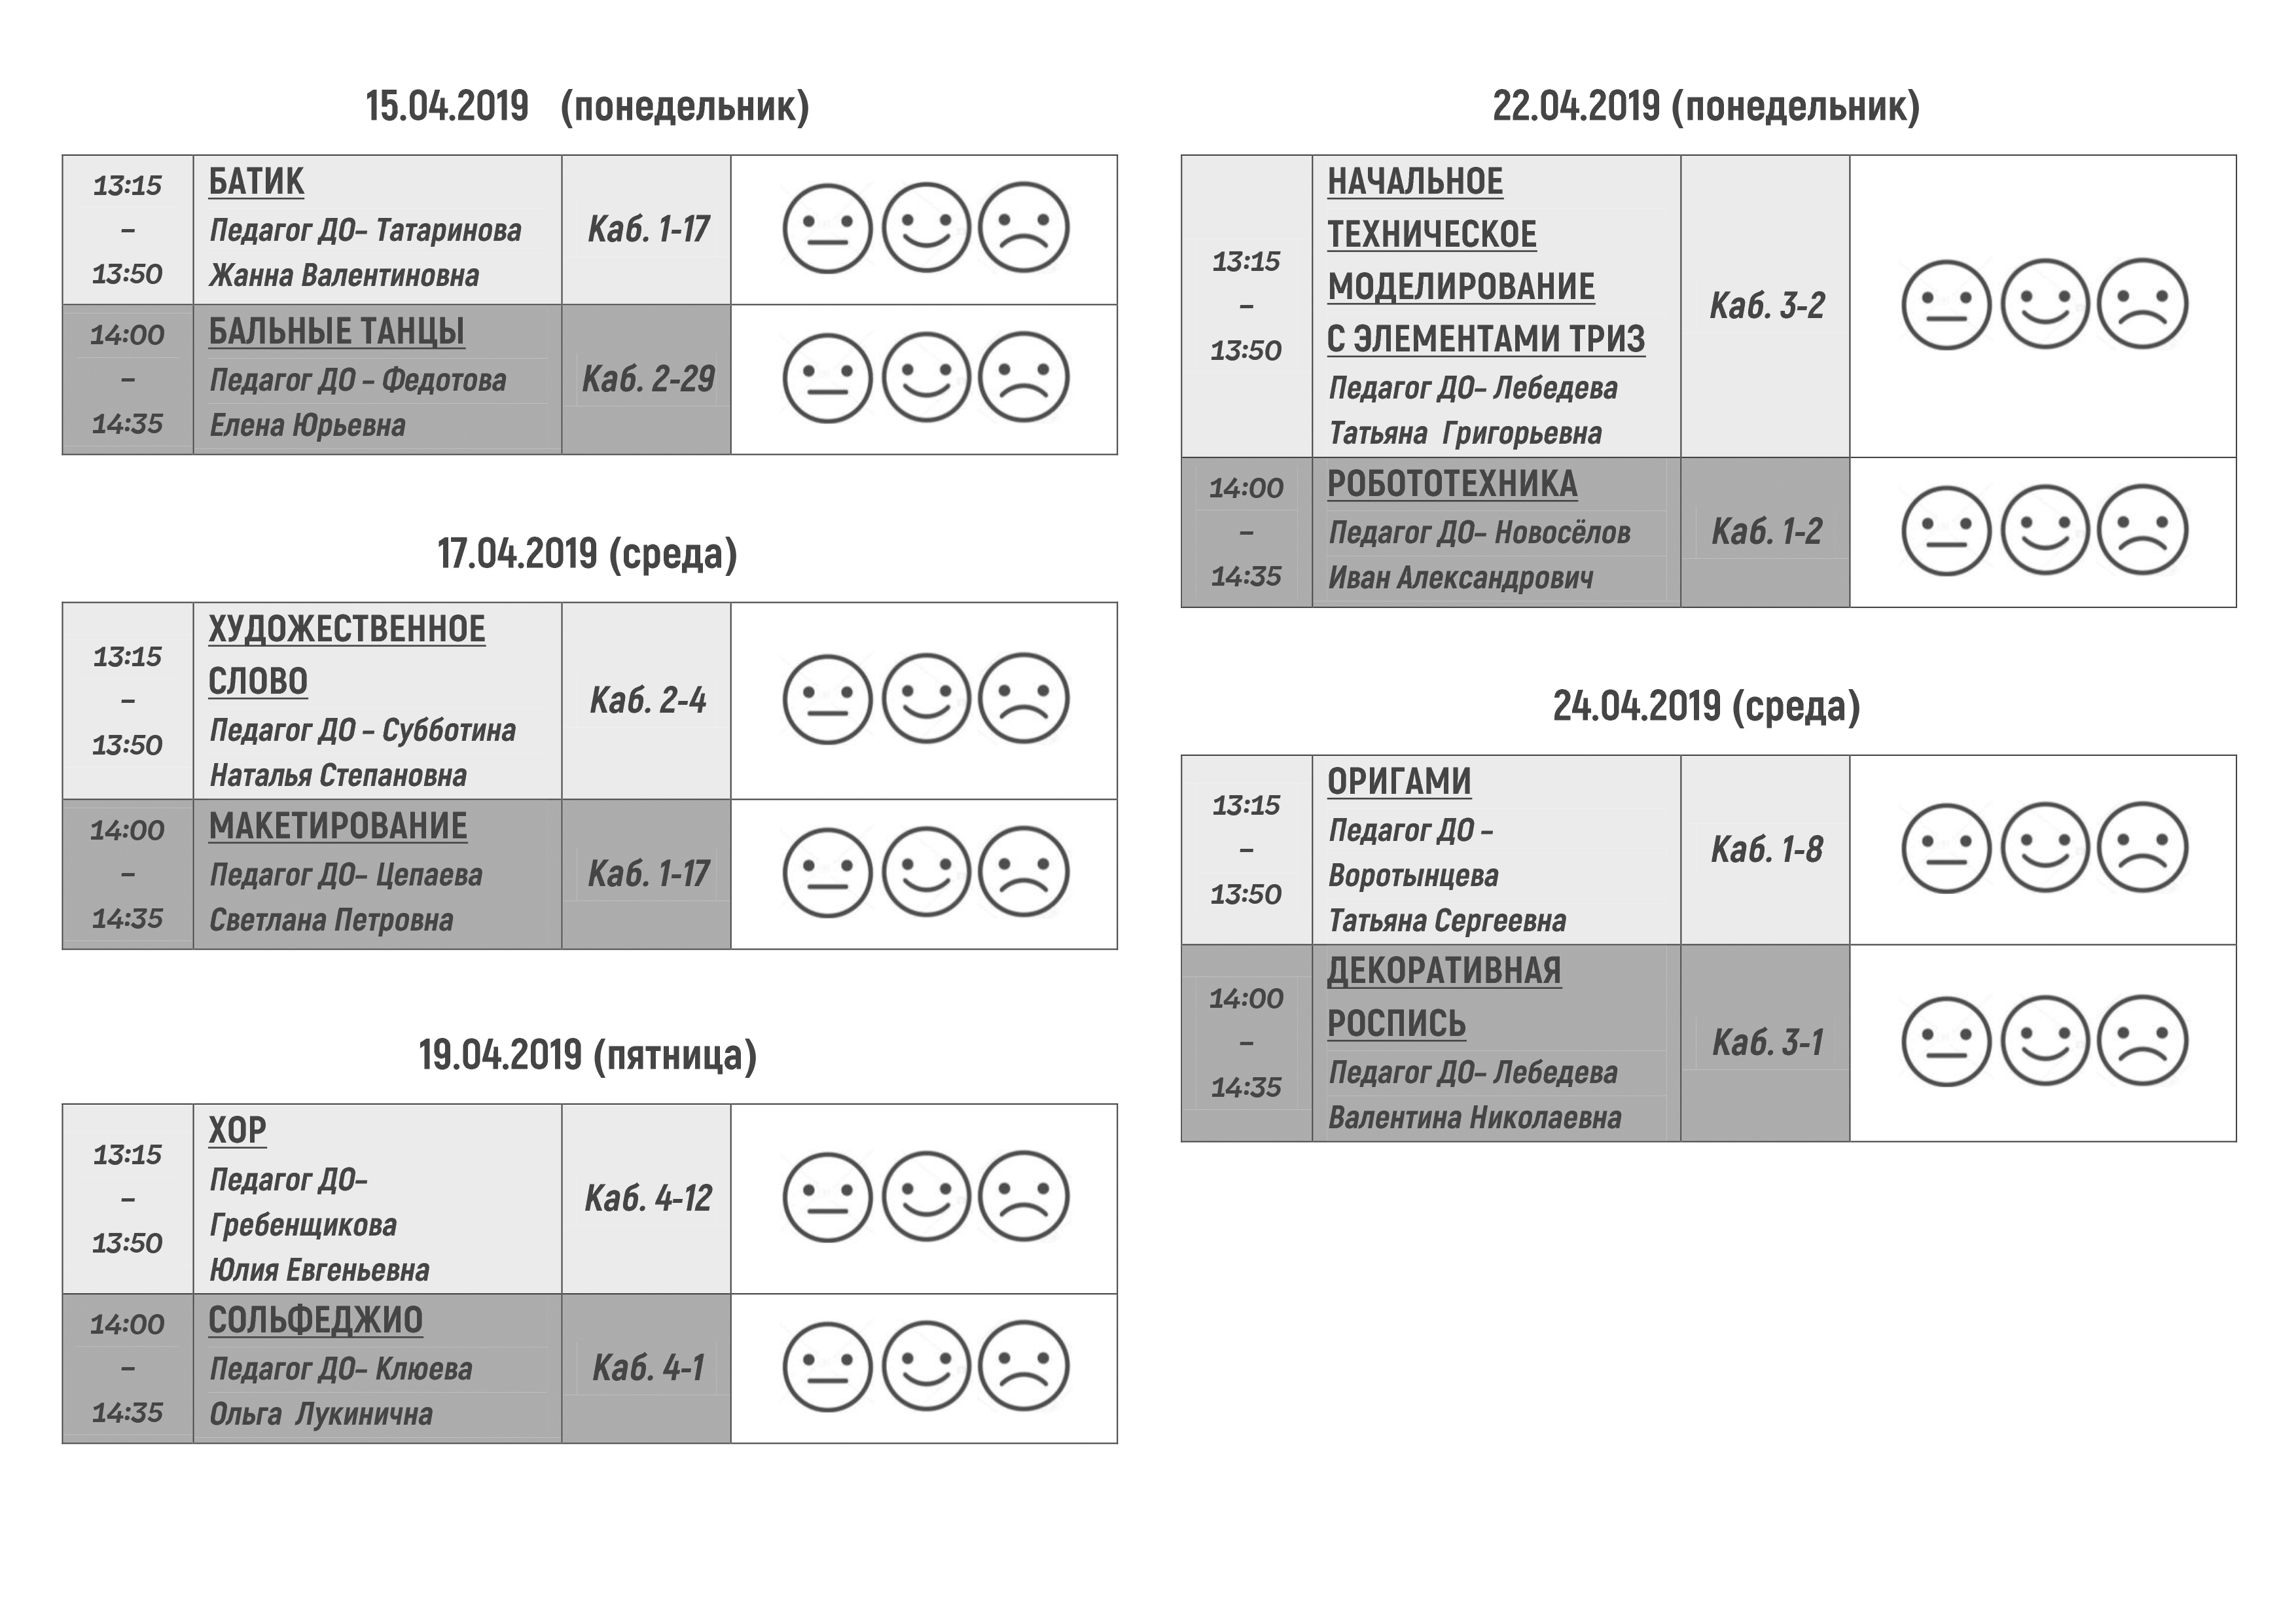 15.04.2019 (понедельник)
13:15
–
13:50
БАТИК
Педагог ДО– Татаринова
Жанна Валентиновна
Каб. 1-17
14:00
–
14:35
БАЛЬНЫЕ ТАНЦЫ
Педагог ДО – Федотова
Елена Юрьевна
Каб. 2-29
17.04.2019 (среда)
13:15
–
13:50
ХУДОЖЕСТВЕННОЕ
СЛОВО
Педагог ДО – Субботина
Наталья Степановна
Каб. 2-4
14:00
–
14:35
МАКЕТИРОВАНИЕ
Педагог ДО– Цепаева
Светлана Петровна
Каб. 1-17
19.04.2019 (пятница)
13:15
–
13:50
ХОР
Педагог ДО–
Гребенщикова
Юлия Евгеньевна
Каб. 4-12
14:00
–
14:35
СОЛЬФЕДЖИО
Педагог ДО– Клюева
Ольга Лукинична
Каб. 4-1
22.04.2019 (понедельник)
13:15
–
13:50
НАЧАЛЬНОЕ
ТЕХНИЧЕСКОЕ
МОДЕЛИРОВАНИЕ
С ЭЛЕМЕНТАМИ ТРИЗ
Педагог ДО– Лебедева
Татьяна Григорьевна
Каб. 3-2
14:00
–
14:35
РОБОТОТЕХНИКА
Педагог ДО– Новосёлов
Иван Александрович
Каб. 1-2
24.04.2019 (среда)
13:15
–
13:50
ОРИГАМИ
Педагог ДО –
Воротынцева
Татьяна Сергеевна
Каб. 1-8
14:00
–
14:35
ДЕКОРАТИВНАЯ
РОСПИСЬ
Педагог ДО– Лебедева
Валентина Николаевна
Каб. 3-1